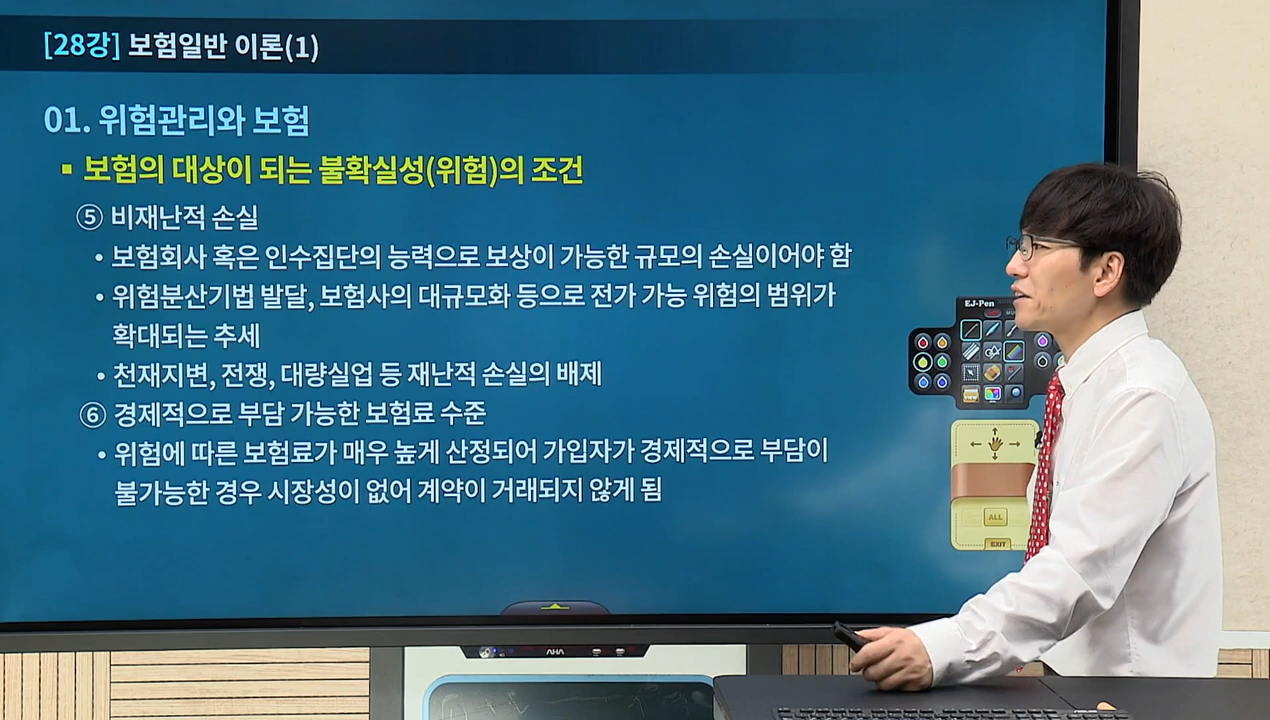 [28강] 보험일반 이론(1)
01. 위험관리와 보험
▪ 보험의 대상이 되는 불확실성(위험)의 조건
⑤ 비재난적 손실
• 보험회사 혹은 인수집단의 능력으로 보상이 가능한 규모의 손실이어야 함
• 위험분산기법 발달, 보험사의 대규모화 등으로 전가 가능 위험의 범위가
확대되는 추세
• 천재지변, 전쟁, 대량실업 등 재난적 손실의 배제
⑥ 경제적으로 부담 가능한 보험료 수준
• 위험에 따른 보험료가 매우 높게 산정되어 가입자가 경제적으로 부담이
불가능한 경우 시장성이 없어 계약이 거래되지 않게 됨
EJ-Pen
ALL
EXIT
AHA